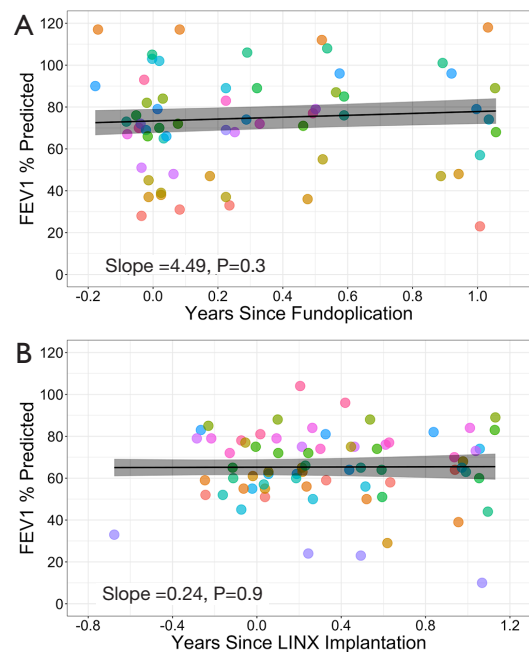 A
120
100
80
60
40
20
0
FEV1 % Predicted
Slope =4.49, P=0.3
-0.2 0.0 0.2 0.4 0.6 0.8 1.0
Years Since Fundoplication
B
120
100
80
60
40
20
0
FEV1 % Predicted
Slope =0.24, P=0.9
-0.8 -0.4 0.0 0.4 0.8 1.2
Years Since LINX Implantation